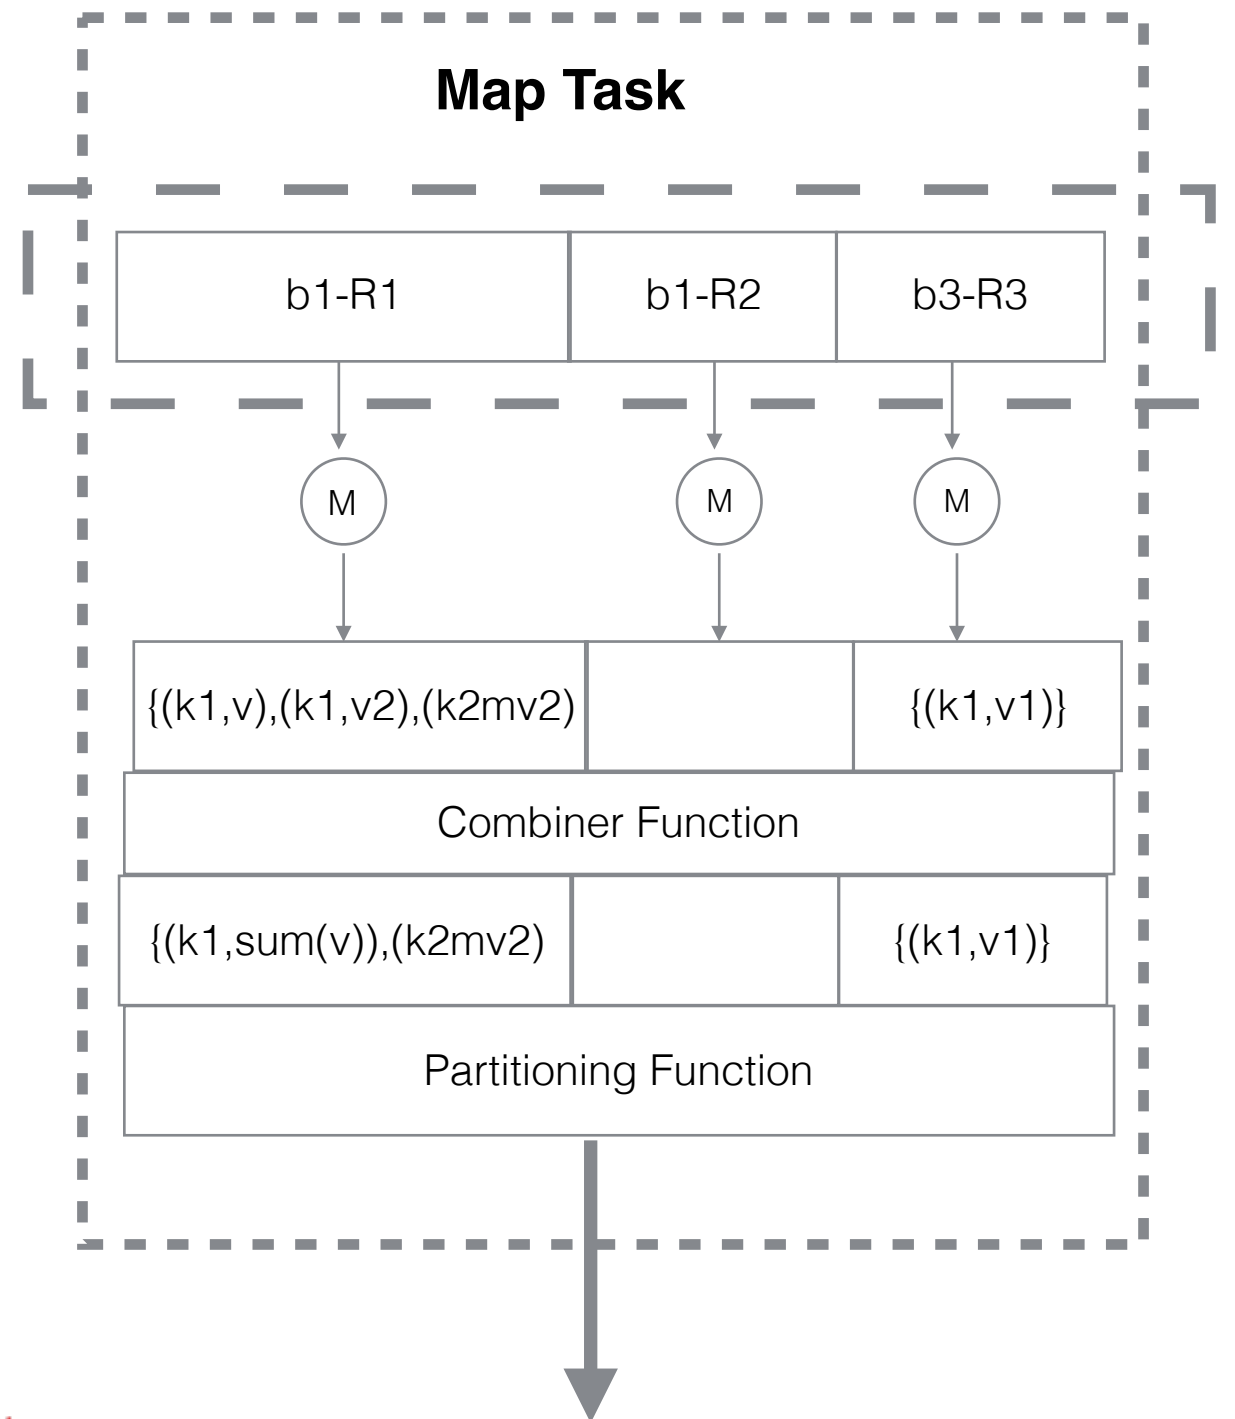 Map Task
b1-R1 b1-R2 b3-R3
M M M
{(k1,v),(k1,v2),(k2mv2) {(k1,v1)}
Combiner Function
{(k1,sum(v)),(k2mv2) {(k1,v1)}
Partitioning Function